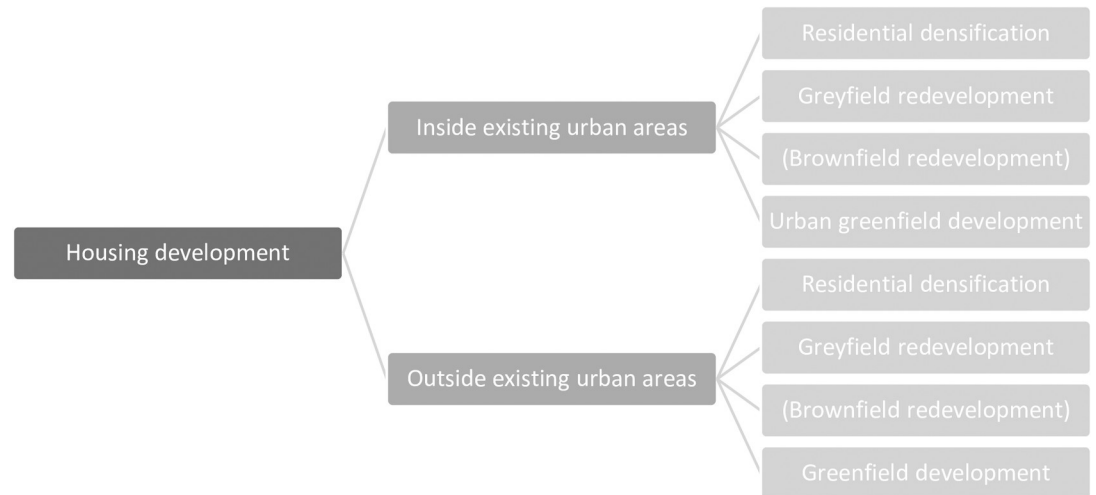 Housing development
Inside existing urban areas
Residential densification
Greyfield redevelopment
(Brownfield redevelopment)
Urban greenfield development
Outside existing urban areas
Residential densification
Greyfield redevelopment
(Brownfield redevelopment)
Greenfield development